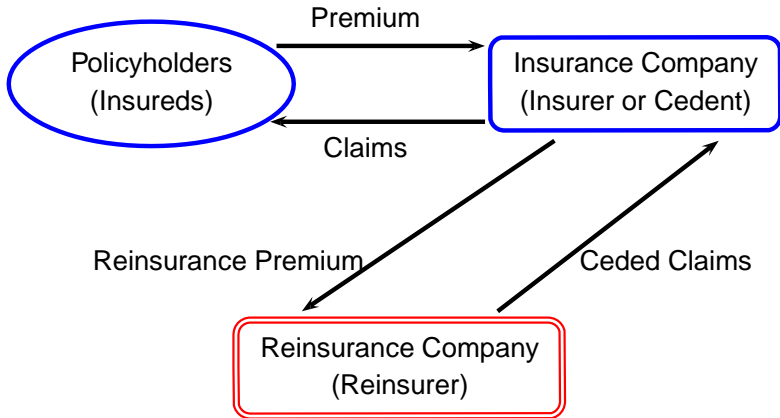 Premium
Policyholders
(Insureds)
Insurance Company
(Insurer or Cedent)
Claims
Reinsurance Premium
Ceded Claims
Reinsurance Company
(Reinsurer)